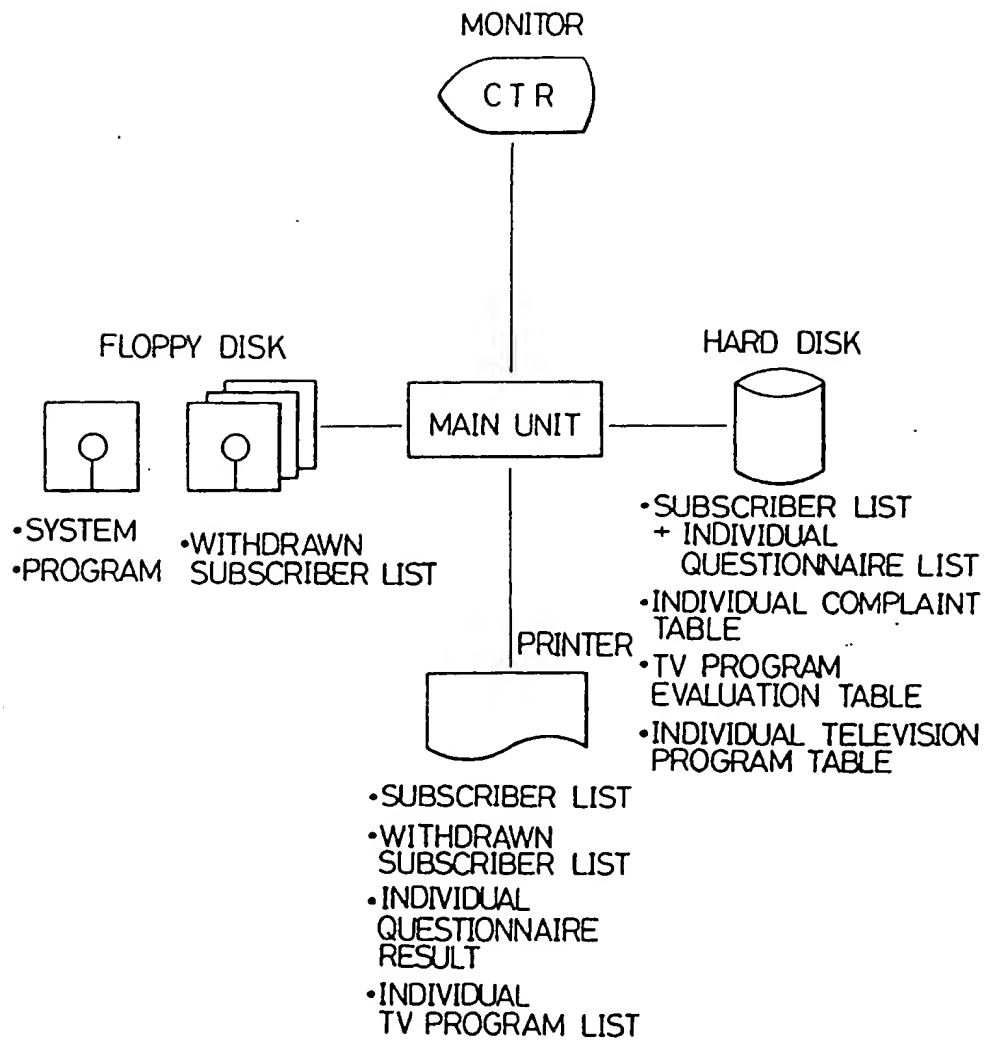 MONITOR
CTR
FLOPPY DISK
HARD DISK
MAIN UNIT
•SYSTEM
•PROGRAM
•WITHDRAWN
SUBSCRIBER LIST
•SUBSCRIBER LIST
+ INDIVIDUAL
QUESTIONNAIRE LIST
•INDIVIDUAL COMPLAINT
TABLE
•TV PROGRAM
EVALUATION TABLE
•INDIVIDUAL TELEVISION
PROGRAM TABLE
PRINTER
•SUBSCRIBER LIST
•WITHDRAWN
SUBSCRIBER LIST
•INDIVIDUAL
QUESTIONNAIRE
RESULT
•INDIVIDUAL
TV PROGRAM LIST